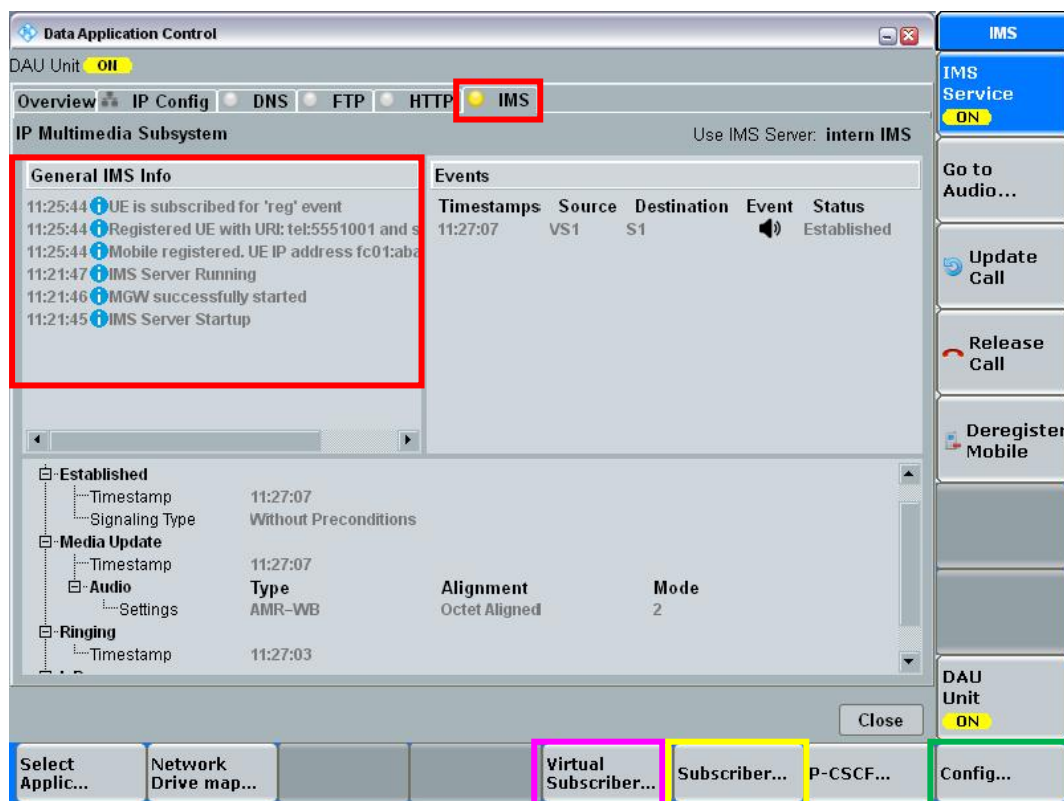 Data Application Control
DAU Unit ON
Overview IP Config DNS FTP HTTP IMS
IP Multimedia Subsystem Use IMS Server: intern IMS
General IMS Info
11:25:44 UE is subscribed for 'reg' event
11:25:44 Registered UE with URI: tel:5551001 and s
11:25:44 Mobile registered. UE IP address fc01:aba
11:21:47 IMS Server Running
11:21:46 MGW successfully started
11:21:45 IMS Server Startup
Events
Timestamps Source Destination Event Status
11:27:07 VS1 S1 Established
Established
Timestamp 11:27:07
Signaling Type Without Preconditions
Media Update
Timestamp 11:27:07
Audio Type Alignment Mode
Settings AMR-WB Octet Aligned 2
Ringing
Timestamp 11:27:03
Close
IMS
IMS
Service
ON
Go to
Audio...
Update
Call
Release
Call
Deregister
Mobile
DAU
Unit
ON
Select
Applic...
Network
Drive map...
Virtual
Subscriber...
Subscriber...
P-CSCF...
Config...